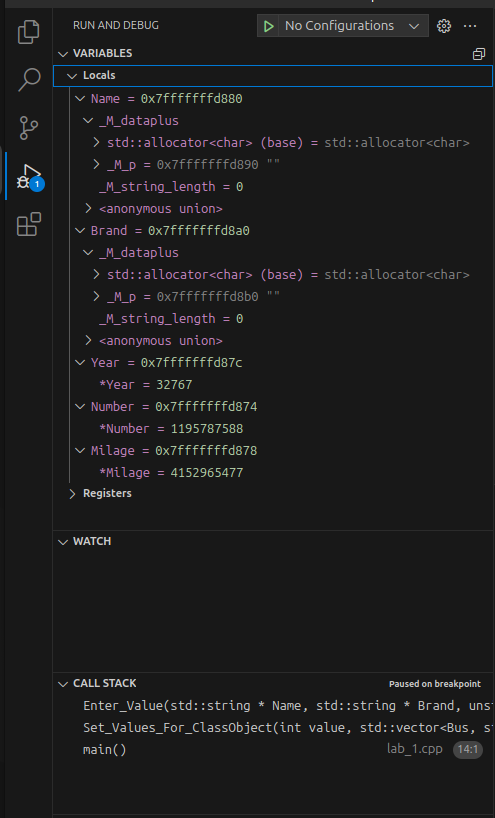 RUN AND DEBUG
No Configurations
VARIABLES
Locals
Name = 0x7fffffffd880
_M_dataplus
std::allocator<char> (base) = std::allocator<char>
_M_p = 0x7fffffffd890 ""
_M_string_length = 0
<anonymous union>
Brand = 0x7fffffffd8a0
_M_dataplus
std::allocator<char> (base) = std::allocator<char>
_M_p = 0x7fffffffd8b0 ""
_M_string_length = 0
<anonymous union>
Year = 0x7fffffffd87c
*Year = 32767
Number = 0x7fffffffd874
*Number = 1195787588
Milage = 0x7fffffffd878
*Milage = 4152965477
Registers
1
WATCH
CALL STACK Paused on breakpoint
Enter_Value(std::string * Name, std::string * Brand, uns
Set_Values_For_ClassObject(int value, std::vector<Bus, s
main() lab_1.cpp 14:1